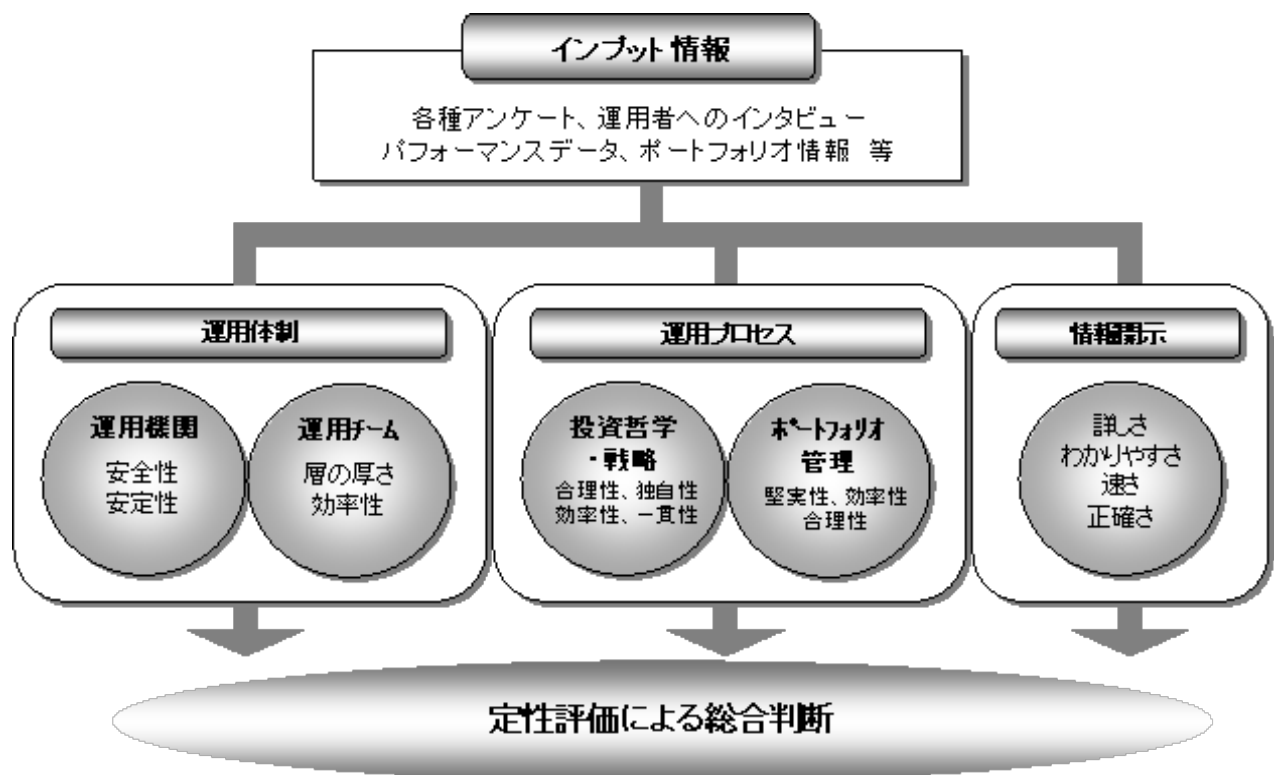 インプット情報
各種アンケート、運用者へのインタビュー
パフォーマンスデータ、ポートフォリオ情報 等
運用体制
運用機関
安全性
安定性
運用チーム
層の厚さ
効率性
運用プロセス
投資哲学
・戦略
合理性、独自性
効率性、一貫性
ポートフォリオ
管理
堅実性、効率性
合理性
情報開示
詳しさ
わかりやすさ
速さ
正確さ
定性評価による総合判断